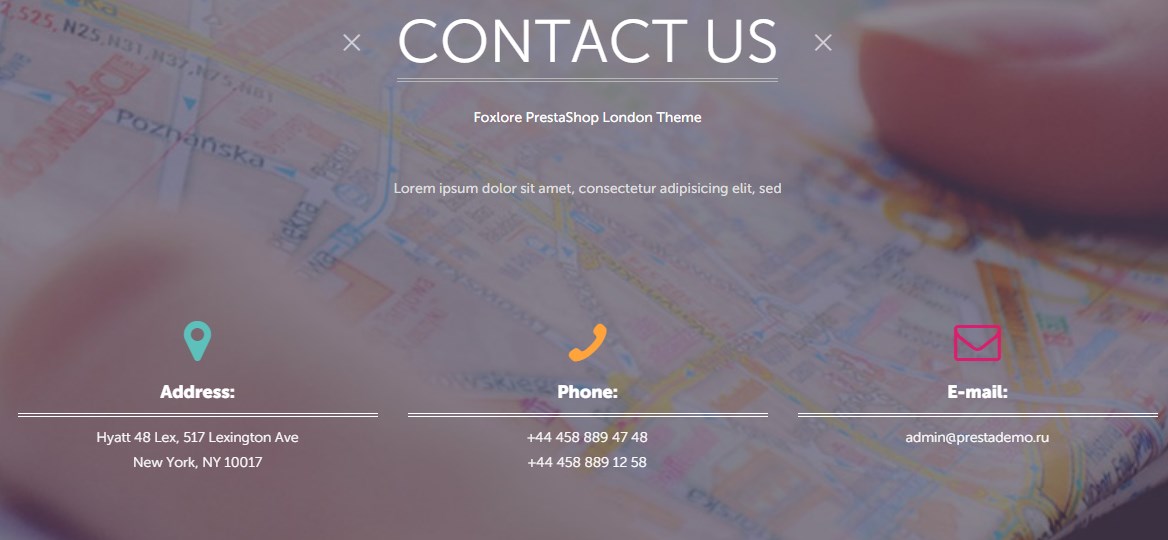 CONTACT US
Foxlore PrestaShop London Theme
Lorem ipsum dolor sit amet, consectetur adipisicing elit, sed
Address:
Hyatt 48 Lex, 517 Lexington Ave
New York, NY 10017
Phone:
+44 458 889 47 48
+44 458 889 12 58
E-mail:
admin@prestademo.ru
Poznańska
Piękna